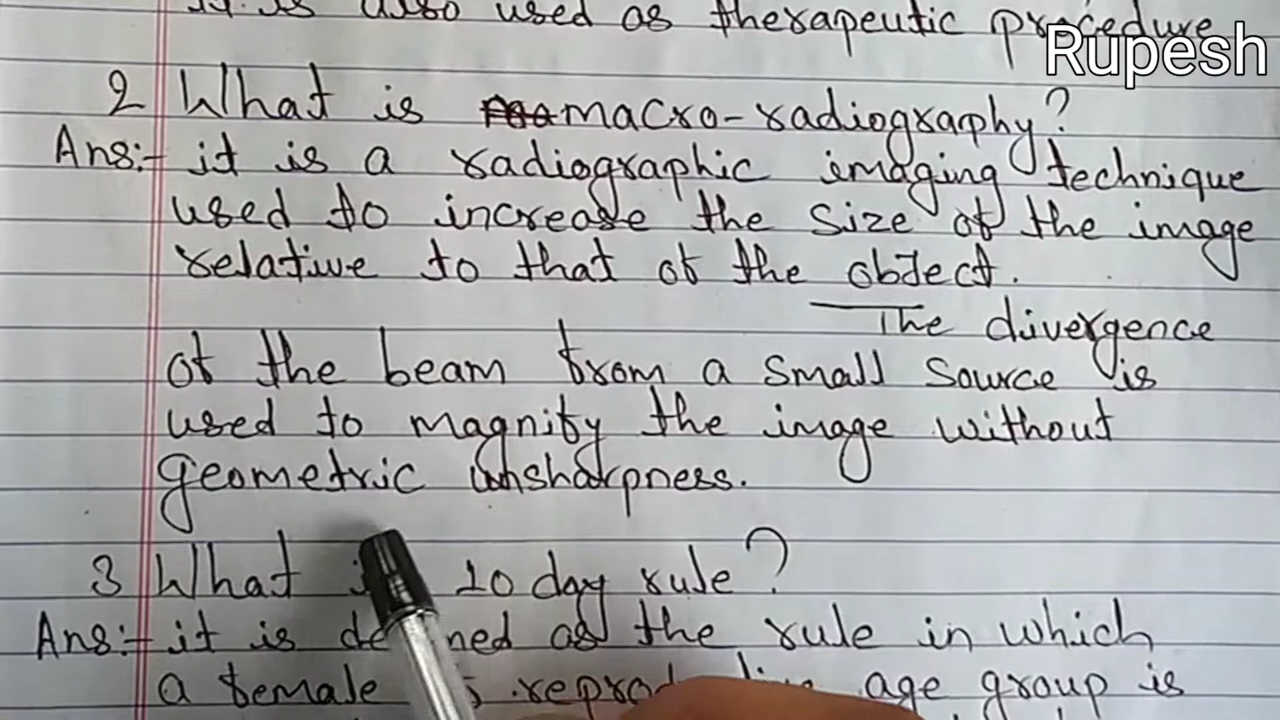 it is also used as therapeutic procedure
Rupesh
2 What is macro-radiography?
Ans:- it is a radiographic imaging technique
used to increase the size of the image
relative to that of the object.
The divergence
of the beam from a small source is
used to magnify the image without
geometric unsharpness.
3 What 10 day rule?
Ans:- it is as the rule in which
a female age group is